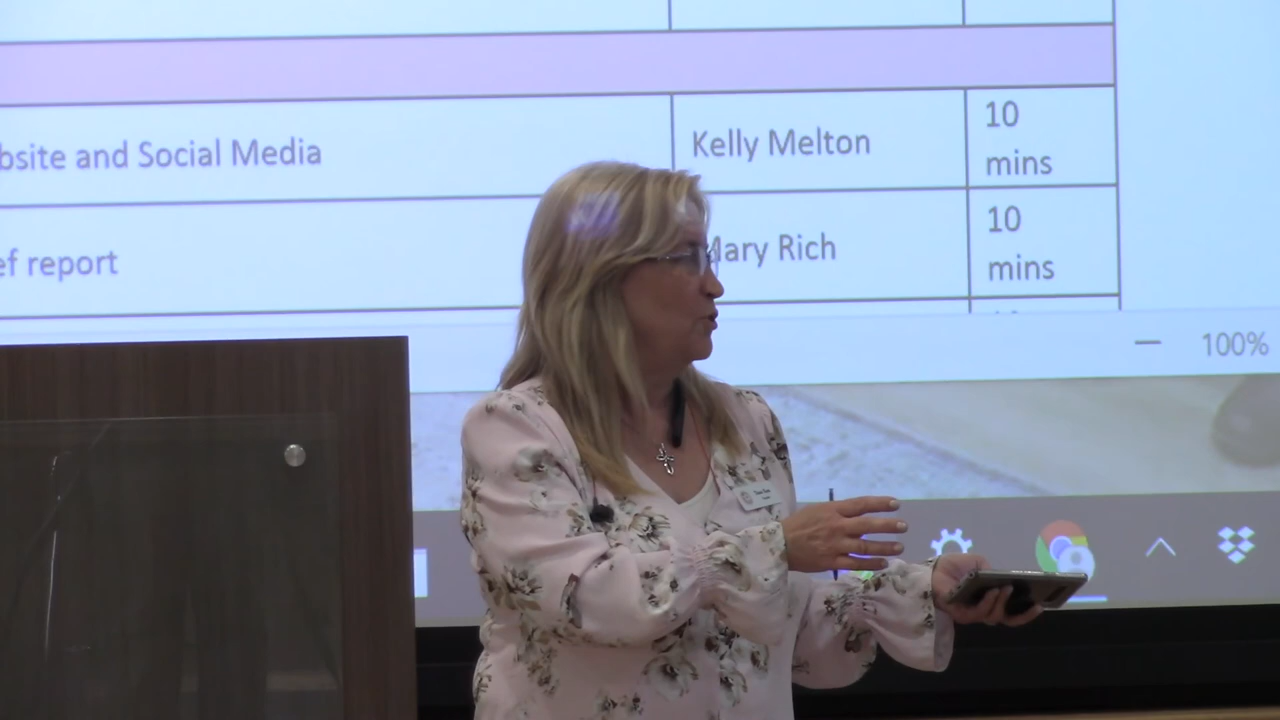 bsite and Social Media
Kelly Melton
10
mins
ef report
Mary Rich
10
mins
100%